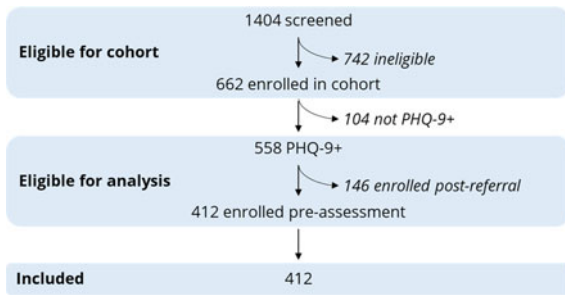 1404 screened
Eligible for cohort
742 ineligible
662 enrolled in cohort
104 not PHQ-9+
558 PHQ-9+
Eligible for analysis
146 enrolled post-referral
412 enrolled pre-assessment
Included 412